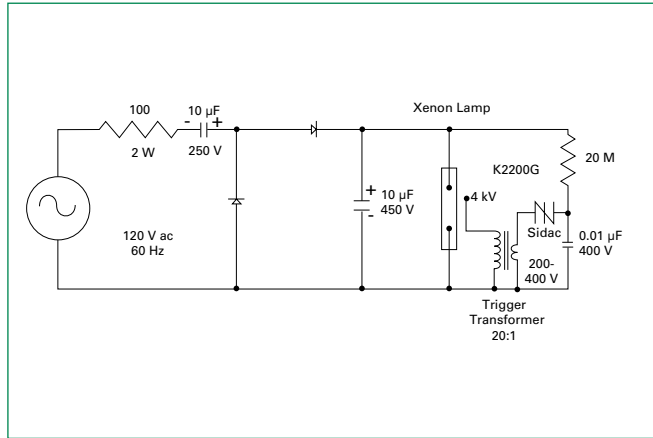 100
2 W
- 10 µF +
250 V
120 V ac
60 Hz
+ 10 µF
- 450 V
Xenon Lamp
K2200G
4 kV
20 M
Sidac
200-
400 V
0.01 µF
400 V
Trigger
Transformer
20:1